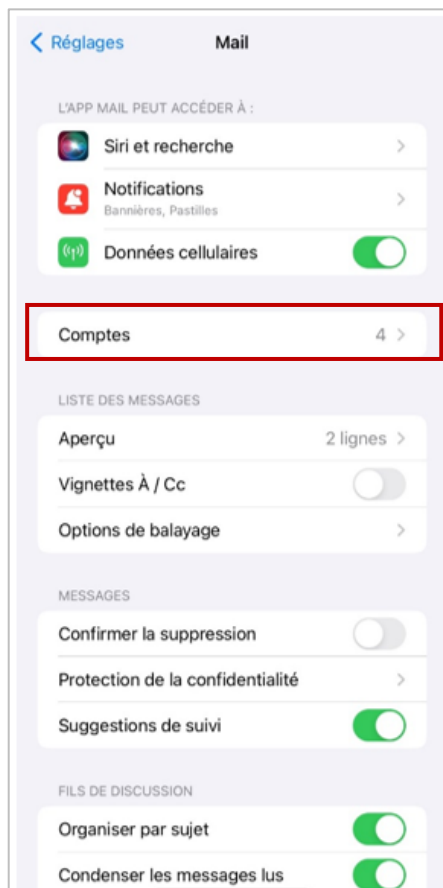 Réglages
Mail
L'APP MAIL PEUT ACCÉDER À :
Siri et recherche
Notifications
Bannières, Pastilles
Données cellulaires
Comptes 4
LISTE DES MESSAGES
Aperçu 2 lignes
Vignettes À / Cc
Options de balayage
MESSAGES
Confirmer la suppression
Protection de la confidentialité
Suggestions de suivi
FILS DE DISCUSSION
Organiser par sujet
Condenser les messages lus